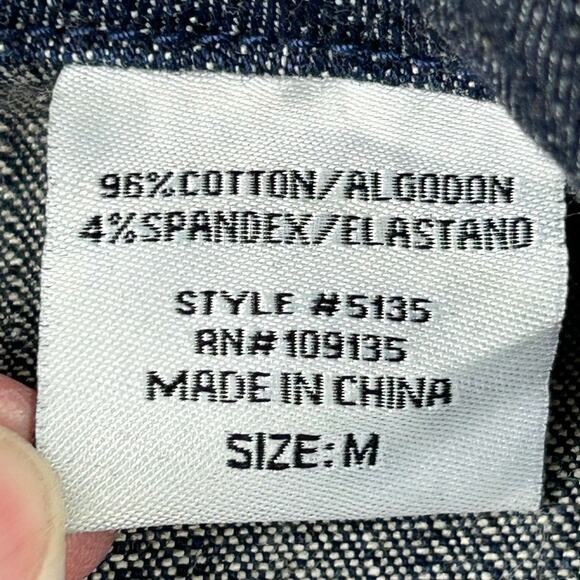 96%COTTON/ALGODON
4%SPANDEX/ELASTANO
STYLE #5135
RN#109135
MADE IN CHINA
SIZE: M